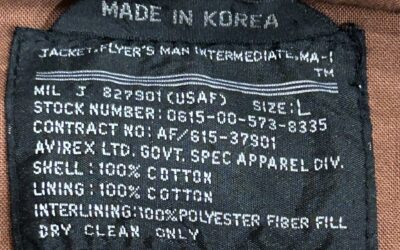 MADE IN KOREA
JACKET, FLYER'S MAN INTERMEDIATE, MA-1
TM
MIL J 827901 (USAF) SIZE: L
STOCK NUMBER: 0615-00-573-8335
CONTRACT NO: AF/615-37901
AVIREX LTD. GOVT. SPEC APPAREL DIV.
SHELL: 100% COTTON
LINING: 100% COTTON
INTERLINING: 100% POLYESTER FIBER FILL
DRY CLEAN ONLY